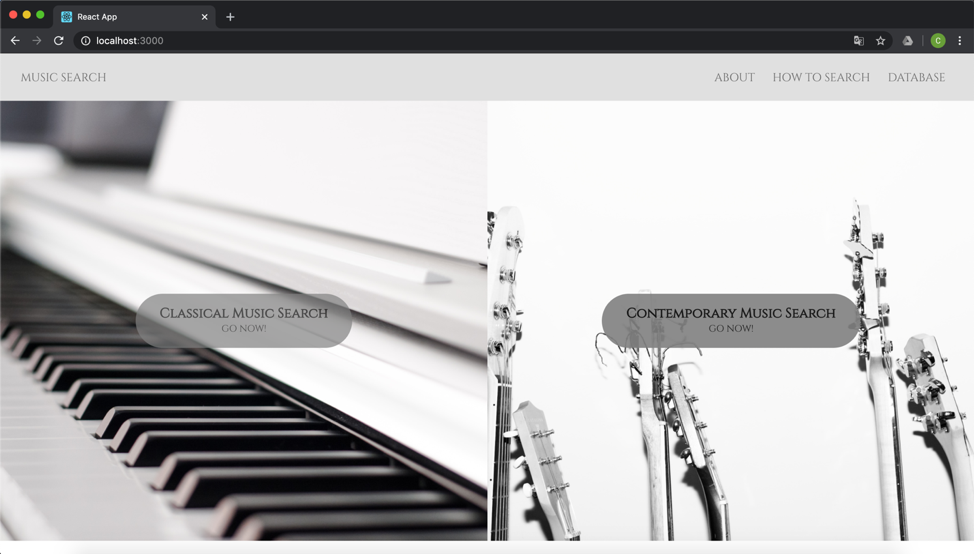 React App
localhost:3000
C
MUSIC SEARCH
ABOUT HOW TO SEARCH DATABASE
Classical Music Search
GO NOW!
Contemporary Music Search
GO NOW!